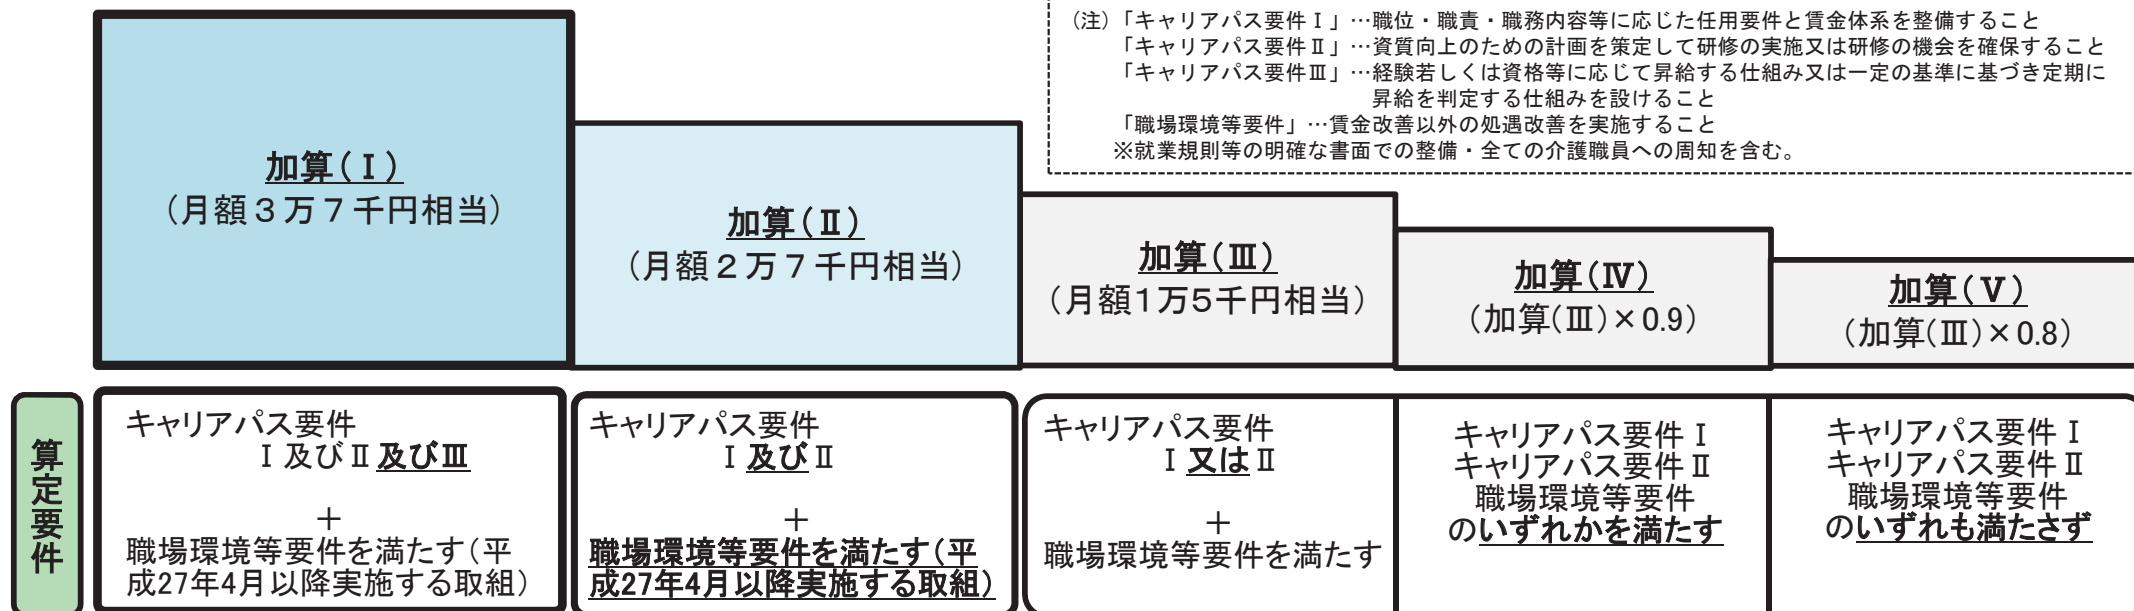 (注)「キャリアパス要件Ⅰ」…職位・職責・職務内容等に応じた任用要件と賃金体系を整備すること
「キャリアパス要件Ⅱ」…資質向上のための計画を策定して研修の実施又は研修の機会を確保すること
「キャリアパス要件Ⅲ」…経験若しくは資格等に応じて昇給する仕組み又は一定の基準に基づき定期に
昇給を判定する仕組みを設けること
「職場環境等要件」…賃金改善以外の処遇改善を実施すること
※就業規則等の明確な書面での整備・全ての介護職員への周知を含む。
加算(Ⅰ)
(月額3万7千円相当)
加算(Ⅱ)
(月額2万7千円相当)
加算(Ⅲ)
(月額1万5千円相当)
加算(Ⅳ)
(加算(Ⅲ)×0.9)
加算(Ⅴ)
(加算(Ⅲ)×0.8)
算定要件
キャリアパス要件
Ⅰ及びⅡ及びⅢ
+
職場環境等要件を満たす(平
成27年4月以降実施する取組)
キャリアパス要件
Ⅰ及びⅡ
+
職場環境等要件を満たす(平
成27年4月以降実施する取組)
キャリアパス要件
Ⅰ又はⅡ
+
職場環境等要件を満たす
キャリアパス要件Ⅰ
キャリアパス要件Ⅱ
職場環境等要件
のいずれかを満たす
キャリアパス要件Ⅰ
キャリアパス要件Ⅱ
職場環境等要件
のいずれも満たさず